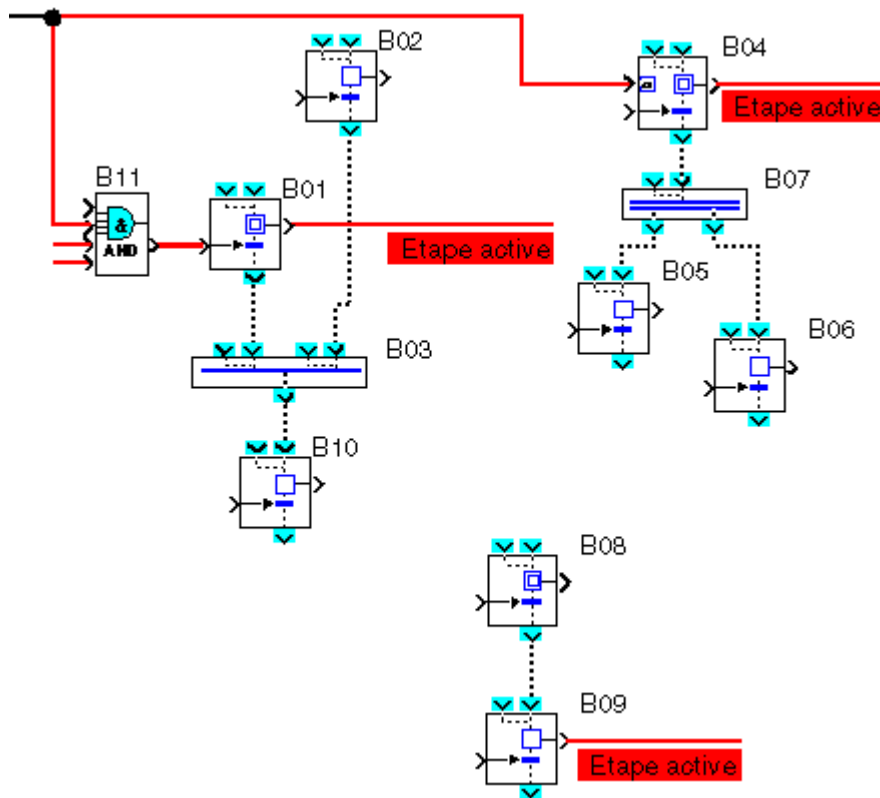 B02
B04
Etape active
B11
B01
B07
&
AND
Etape active
B05
B06
B03
B10
B08
B09
Etape active